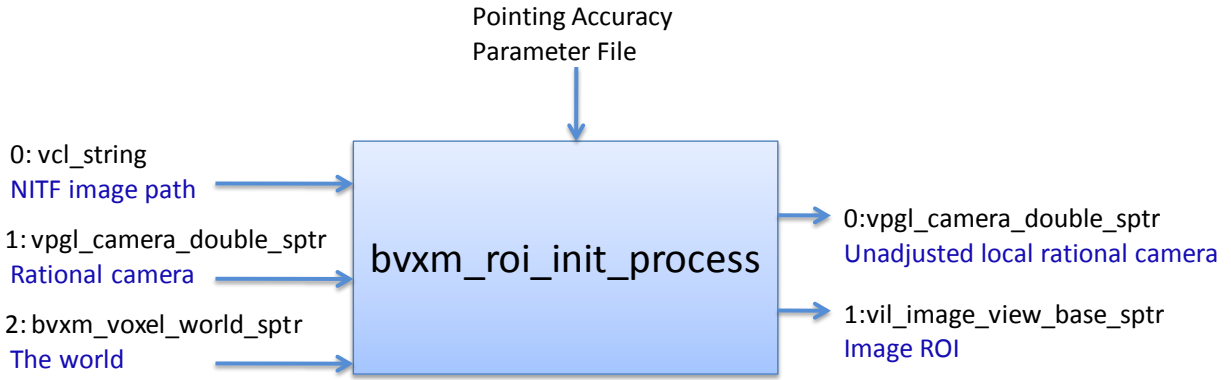 Pointing Accuracy
Parameter File
0: vcl_string
NITF image path
1: vpgl_camera_double_sptr
Rational camera
2: bvxm_voxel_world_sptr
The world
bvxm_roi_init_process
0:vpgl_camera_double_sptr
Unadjusted local rational camera
1:vil_image_view_base_sptr
Image ROI